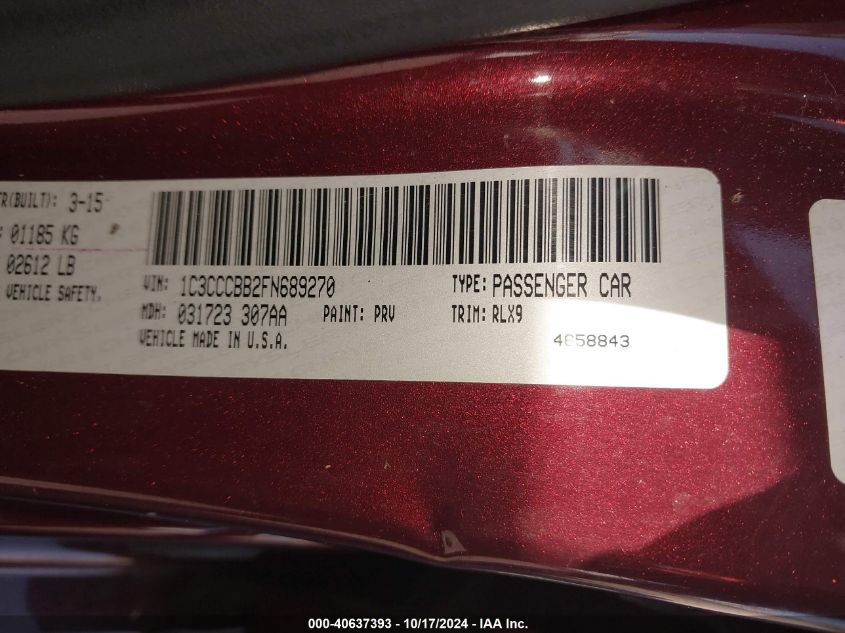 FR(BUILT): 3-15
: 01185 KG
02612 LB
VEHICLE SAFETY.
VIN: 1C3CCCBB2FN689270
TYPE: PASSENGER CAR
MDH: 031723 307AA
PAINT: PRV
TRIM: RLX9
VEHICLE MADE IN U.S.A.
4858843
000-40637393 - 10/17/2024 - IAA Inc.